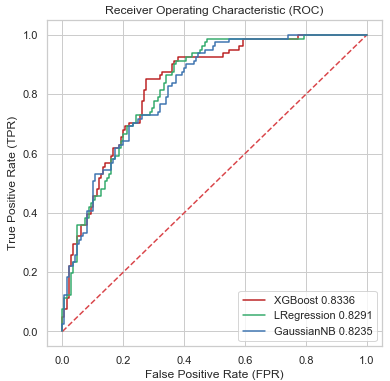 Receiver Operating Characteristic (ROC)
True Positive Rate (TPR)
1.0
0.8
0.6
0.4
0.2
0.0
0.0 0.2 0.4 0.6 0.8 1.0
False Positive Rate (FPR)
XGBoost 0.8336
LRegression 0.8291
GaussianNB 0.8235